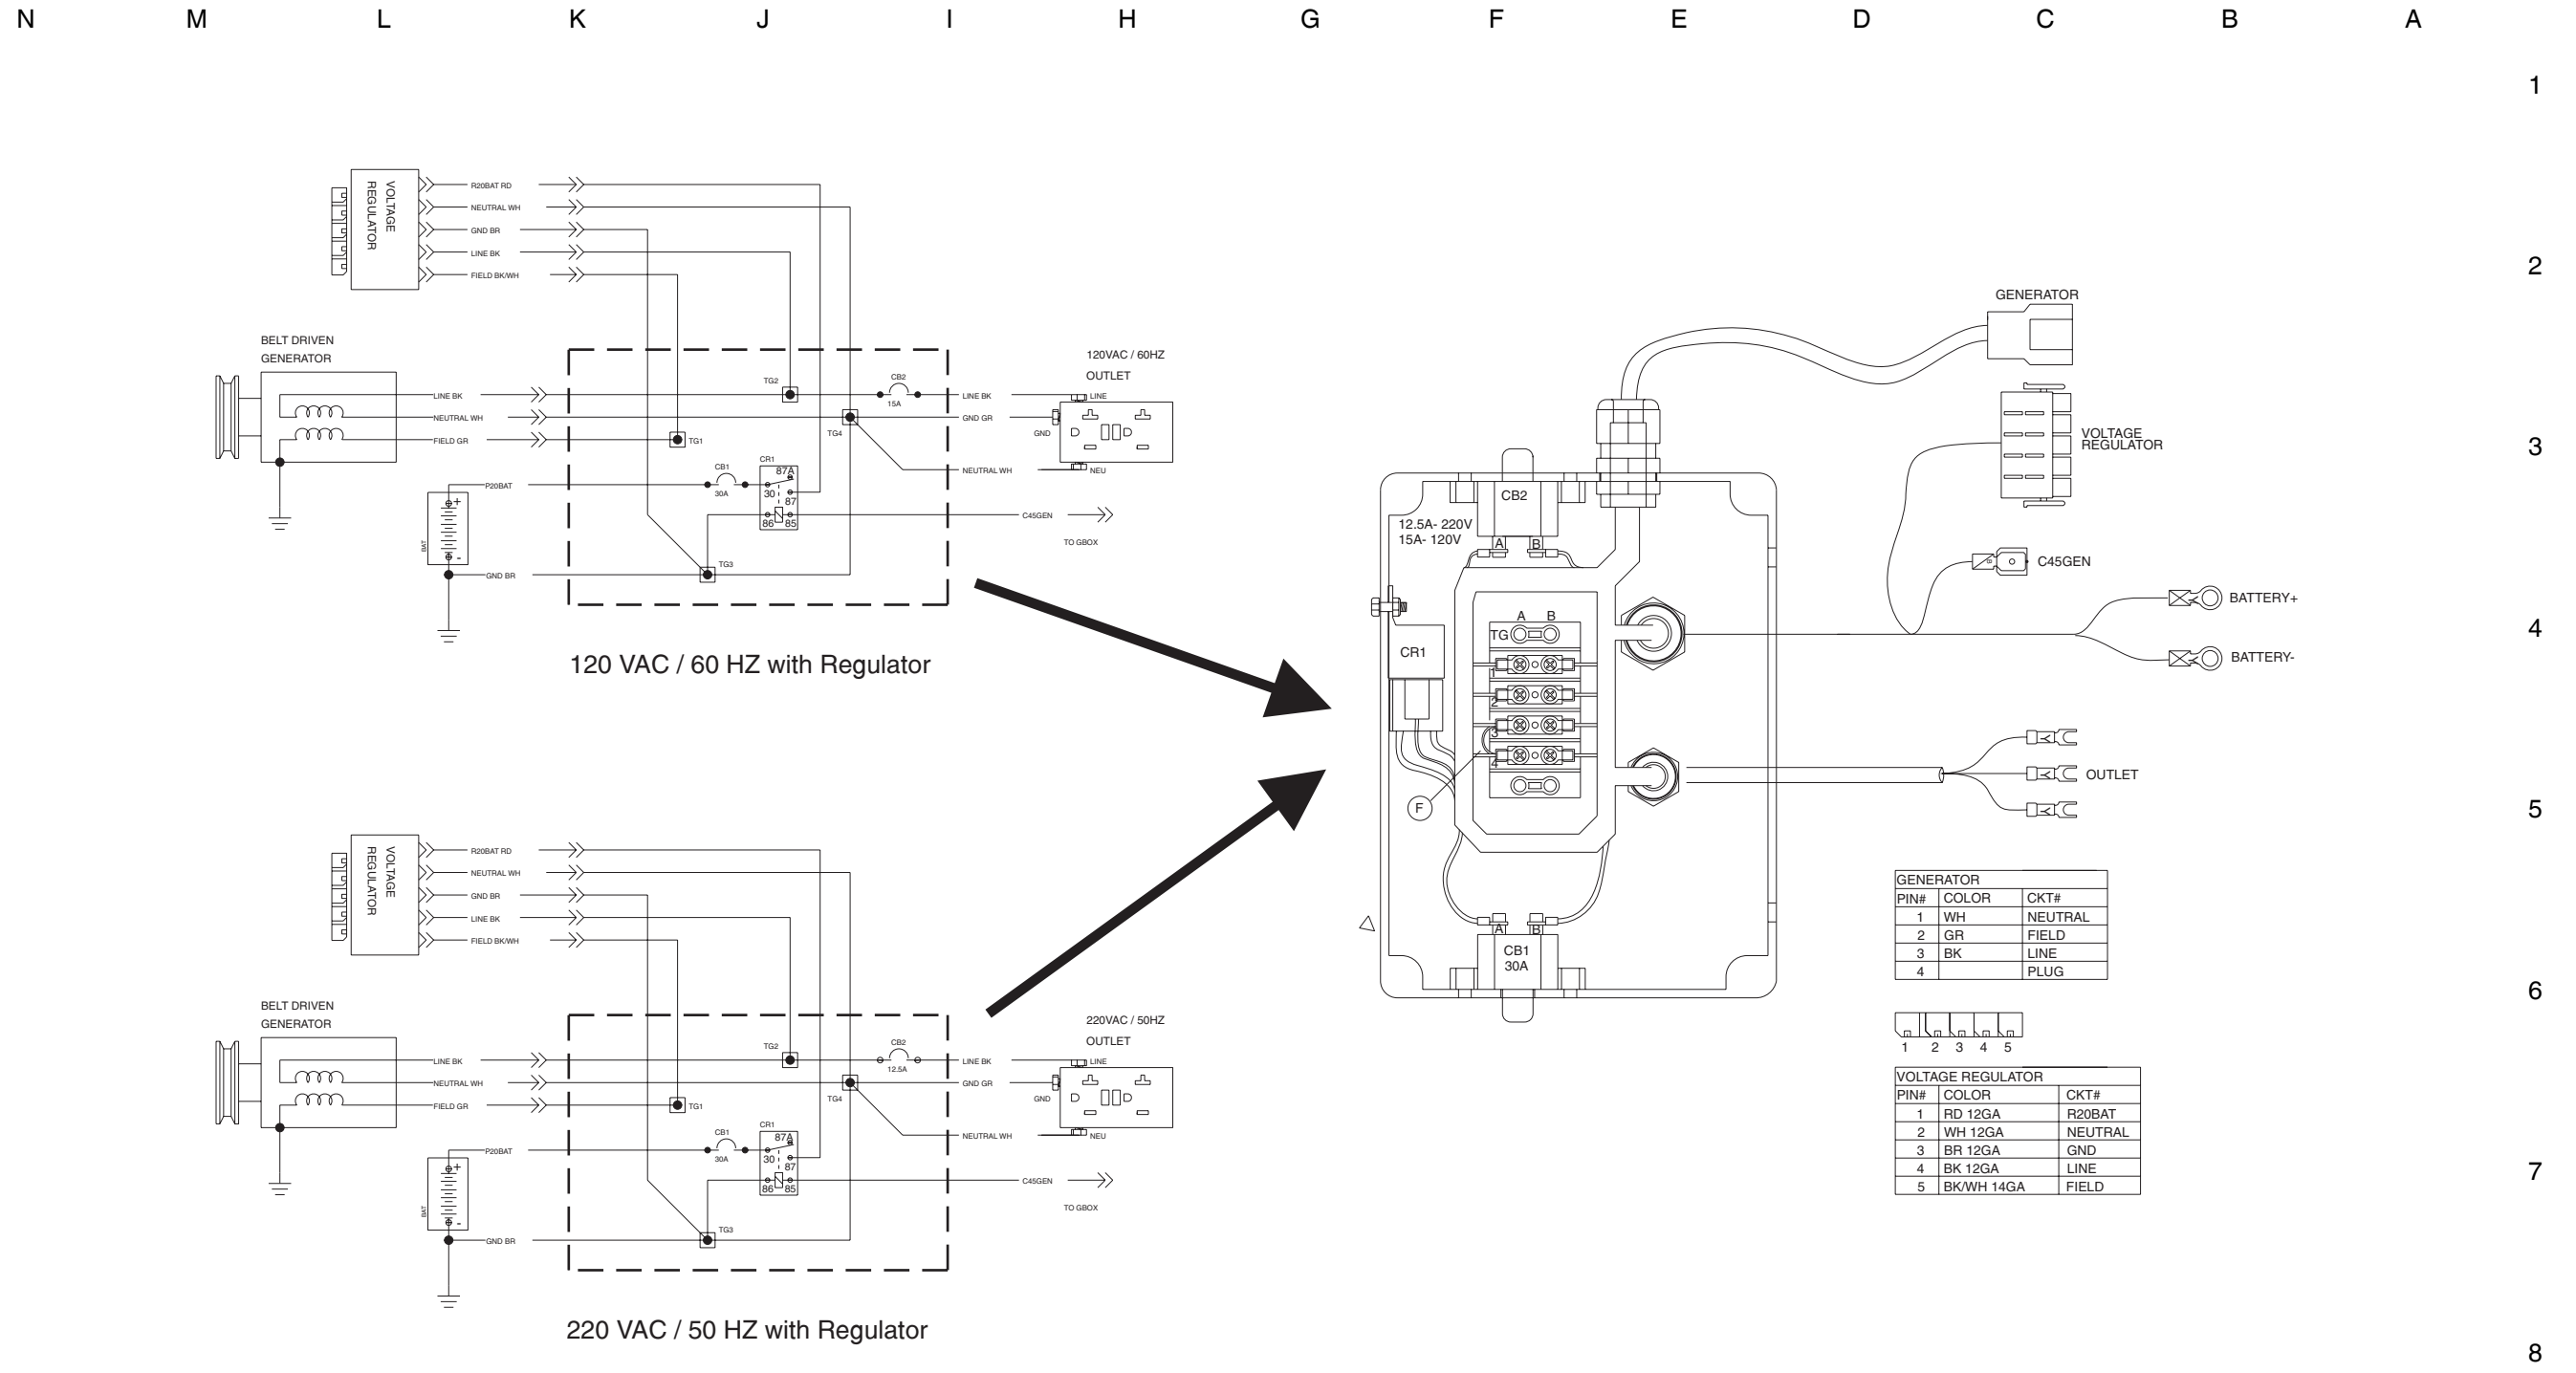 N M L K J I H G F E D C B A
1
2
3
4
5
6
7
8
VOLTAGE
REGULATOR
R20BAT RD
NEUTRAL WH
GND BR
LINE BK
FIELD BK/WH
BELT DRIVEN
GENERATOR
LINE BK
NEUTRAL WH
FIELD GR
TG2
CB2
15A
TG4
TG1
CB1
30A
CR1
87A
30
87
86 85
TG3
P20BAT
+
-
BAT
GND BR
120VAC / 60HZ
OUTLET
LINE BK
LINE
GND GR
GND
NEUTRAL WH
NEU
C45GEN
TO GBOX
120 VAC / 60 HZ with Regulator
VOLTAGE
REGULATOR
R20BAT RD
NEUTRAL WH
GND BR
LINE BK
FIELD BK/WH
BELT DRIVEN
GENERATOR
LINE BK
NEUTRAL WH
FIELD GR
TG2
CB2
12.5A
TG4
TG1
CB1
30A
CR1
87A
30
87
86 85
TG3
P20BAT
+
-
BAT
GND BR
220VAC / 50HZ
OUTLET
LINE BK
LINE
GND GR
GND
NEUTRAL WH
NEU
C45GEN
TO GBOX
220 VAC / 50 HZ with Regulator
GENERATOR
VOLTAGE
REGULATOR
C45GEN
BATTERY+
BATTERY-
OUTLET
CB2
12.5A- 220V
15A- 120V
A B
A B
TG
1
2
3
4
CR1
F
A B
CB1
30A
GENERATOR
PIN# COLOR CKT#
1 WH NEUTRAL
2 GR FIELD
3 BK LINE
4 PLUG
1 2 3 4 5
VOLTAGE REGULATOR
PIN# COLOR CKT#
1 RD 12GA R20BAT
2 WH 12GA NEUTRAL
3 BR 12GA GND
4 BK 12GA LINE
5 BK/WH 14GA FIELD